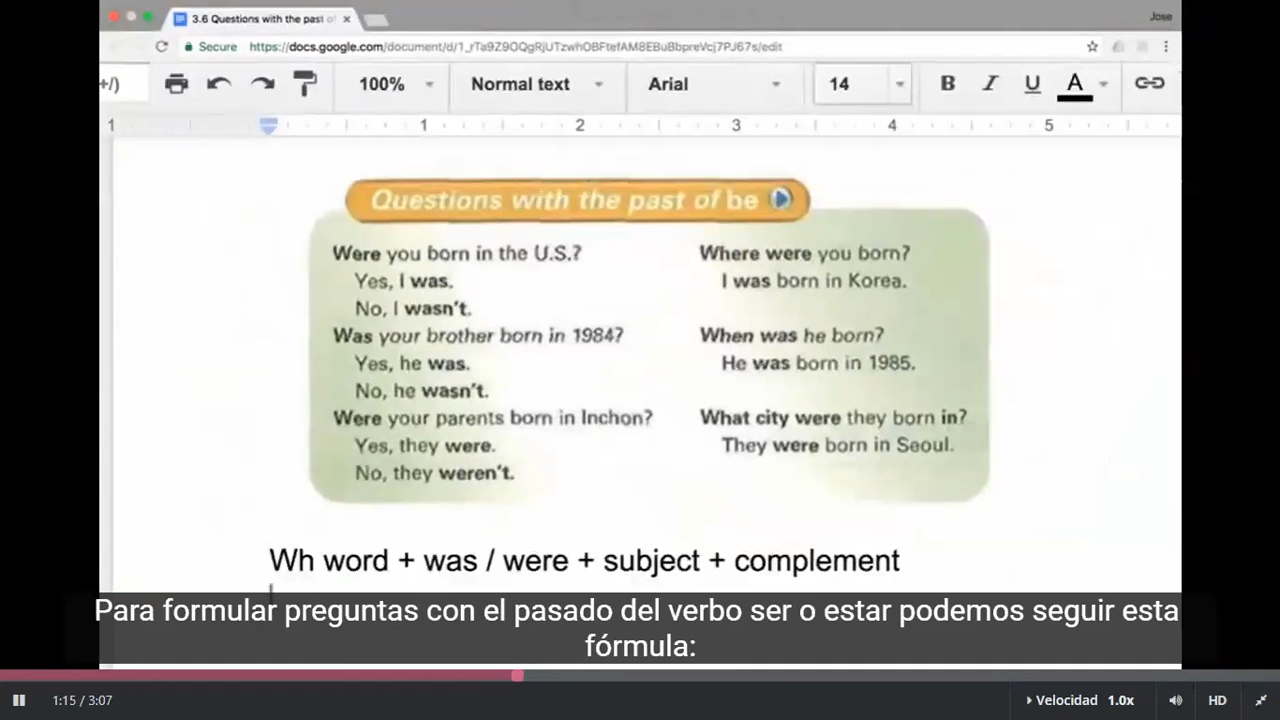 3.6 Questions with the past of
Jose
Secure https://docs.google.com/document/d/1_rTa9Z9OQgRjUTzwhOBFtefAM8EBuBbpreVcj7PJ67s/edit
+/)
100%
Normal text
Arial
14
B I U A
1 1 2 3 4 5
Questions with the past of be
Were you born in the U.S.?
Yes, I was.
No, I wasn't.
Was your brother born in 1984?
Yes, he was.
No, he wasn't.
Were your parents born in Inchon?
Yes, they were.
No, they weren't.
Where were you born?
I was born in Korea.
When was he born?
He was born in 1985.
What city were they born in?
They were born in Seoul.
Wh word + was / were + subject + complement
Para formular preguntas con el pasado del verbo ser o estar podemos seguir esta
fórmula:
1:15 / 3:07
Velocidad 1.0x
HD